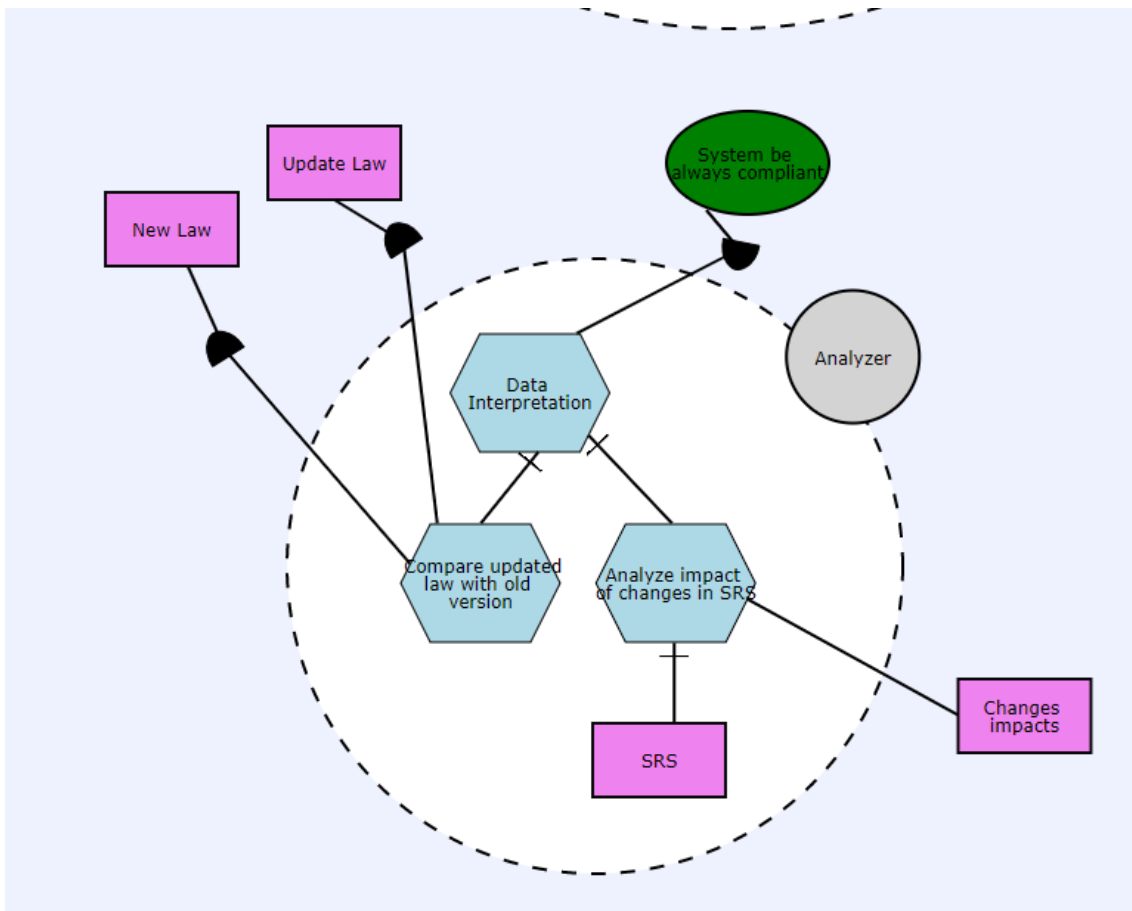 System be
always compliant
Update Law
New Law
Analyzer
Data
Interpretation
Compare updated
law with old
version
Analyze impact
of changes in SRS
Changes
impacts
SRS